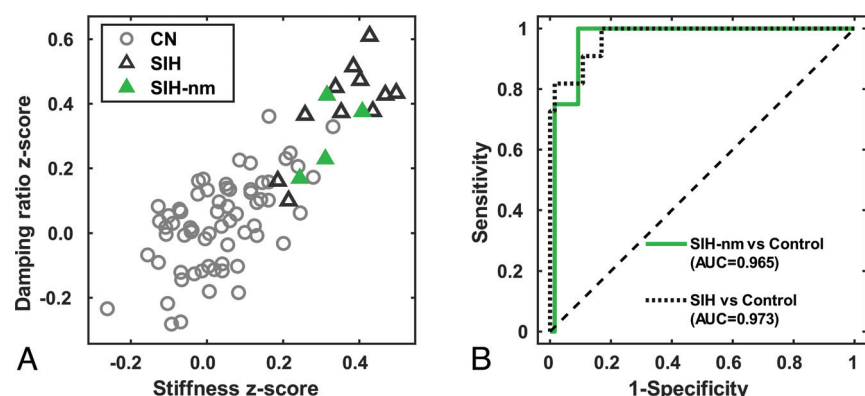 CN
SIH
SIH-nm
0.6
0.4
0.2
0.0
-0.2
Damping ratio z-score
-0.2
0.0
0.2
0.4
Stiffness z-score
A
1
0.8
0.6
0.4
0.2
0
Sensitivity
SIH-nm vs Control
(AUC=0.965)
SIH vs Control
(AUC=0.973)
0
0.2
0.4
0.6
0.8
1
1-Specificity
B